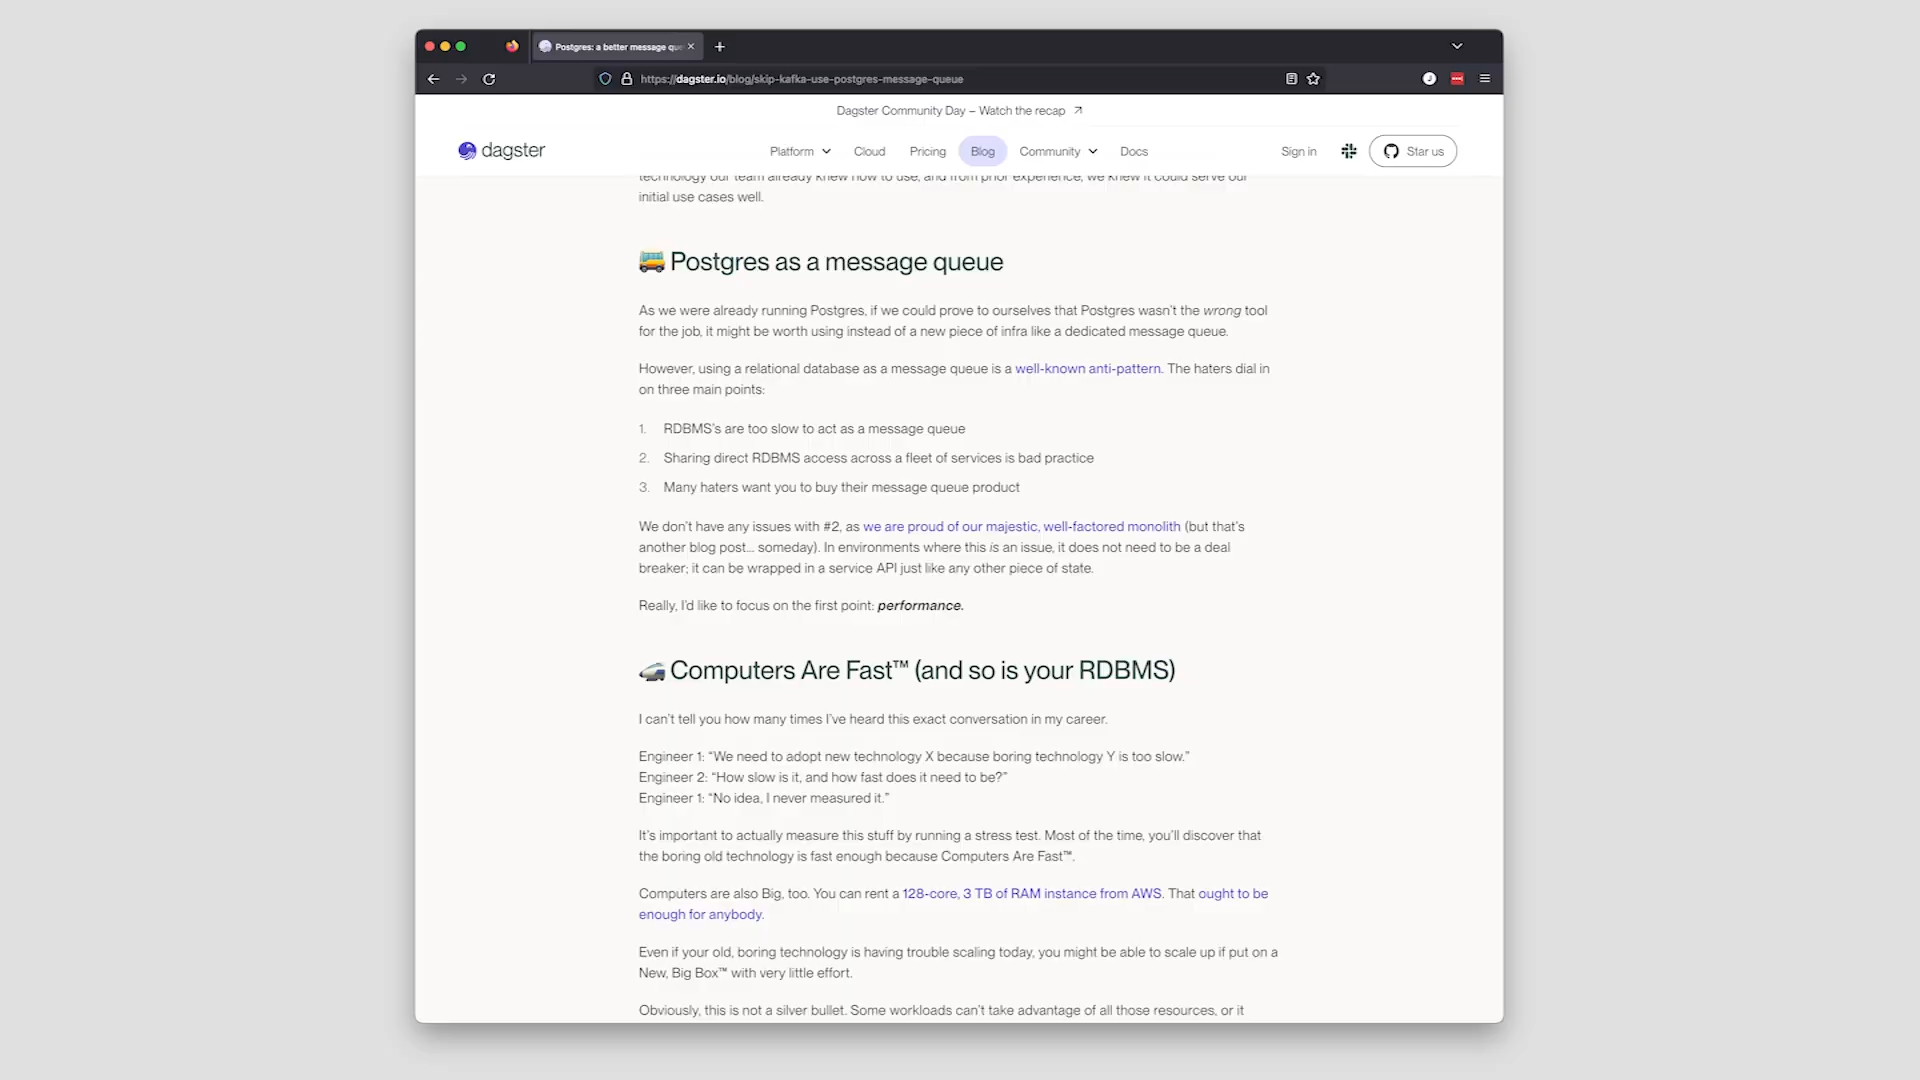 Postgres: a better message que
https://dagster.io/blog/skip-kafka-use-postgres-message-queue
Dagster Community Day – Watch the recap ↗
dagster
Platform Cloud Pricing Blog Community Docs Sign in Star us
technology our team already knew how to use, and from prior experience, we knew it could serve our
initial use cases well.
Postgres as a message queue
As we were already running Postgres, if we could prove to ourselves that Postgres wasn't the wrong tool
for the job, it might be worth using instead of a new piece of infra like a dedicated message queue.
However, using a relational database as a message queue is a well-known anti-pattern. The haters dial in
on three main points:
1. RDBMS's are too slow to act as a message queue
2. Sharing direct RDBMS access across a fleet of services is bad practice
3. Many haters want you to buy their message queue product
We don't have any issues with #2, as we are proud of our majestic, well-factored monolith (but that's
another blog post… someday). In environments where this is an issue, it does not need to be a deal
breaker; it can be wrapped in a service API just like any other piece of state.
Really, I'd like to focus on the first point: performance.
Computers Are Fast™ (and so is your RDBMS)
I can't tell you how many times I've heard this exact conversation in my career.
Engineer 1: “We need to adopt new technology X because boring technology Y is too slow.”
Engineer 2: “How slow is it, and how fast does it need to be?”
Engineer 1: “No idea, I never measured it.”
It's important to actually measure this stuff by running a stress test. Most of the time, you'll discover that
the boring old technology is fast enough because Computers Are Fast™.
Computers are also Big, too. You can rent a 128-core, 3 TB of RAM instance from AWS. That ought to be
enough for anybody.
Even if your old, boring technology is having trouble scaling today, you might be able to scale up if put on a
New, Big Box™ with very little effort.
Obviously, this is not a silver bullet. Some workloads can't take advantage of all those resources, or it